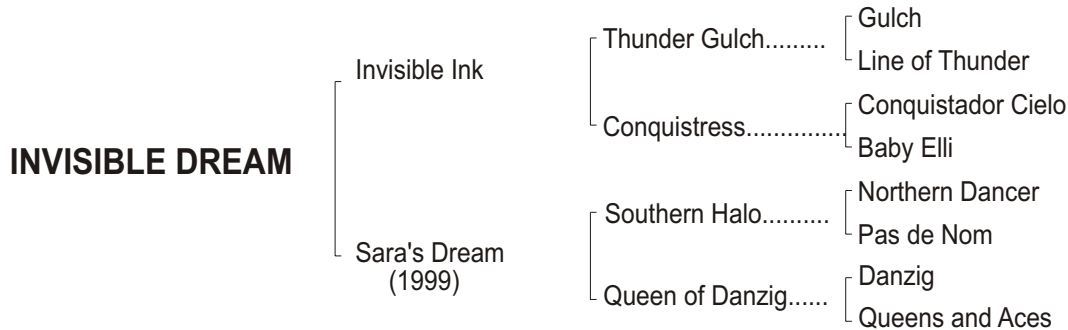 INVISIBLE DREAM
Invisible Ink
Sara's Dream
(1999)
Thunder Gulch.........
Conquistress...............
Southern Halo..........
Queen of Danzig......
Gulch
Line of Thunder
Conquistador Cielo
Baby Elli
Northern Dancer
Pas de Nom
Danzig
Queens and Aces